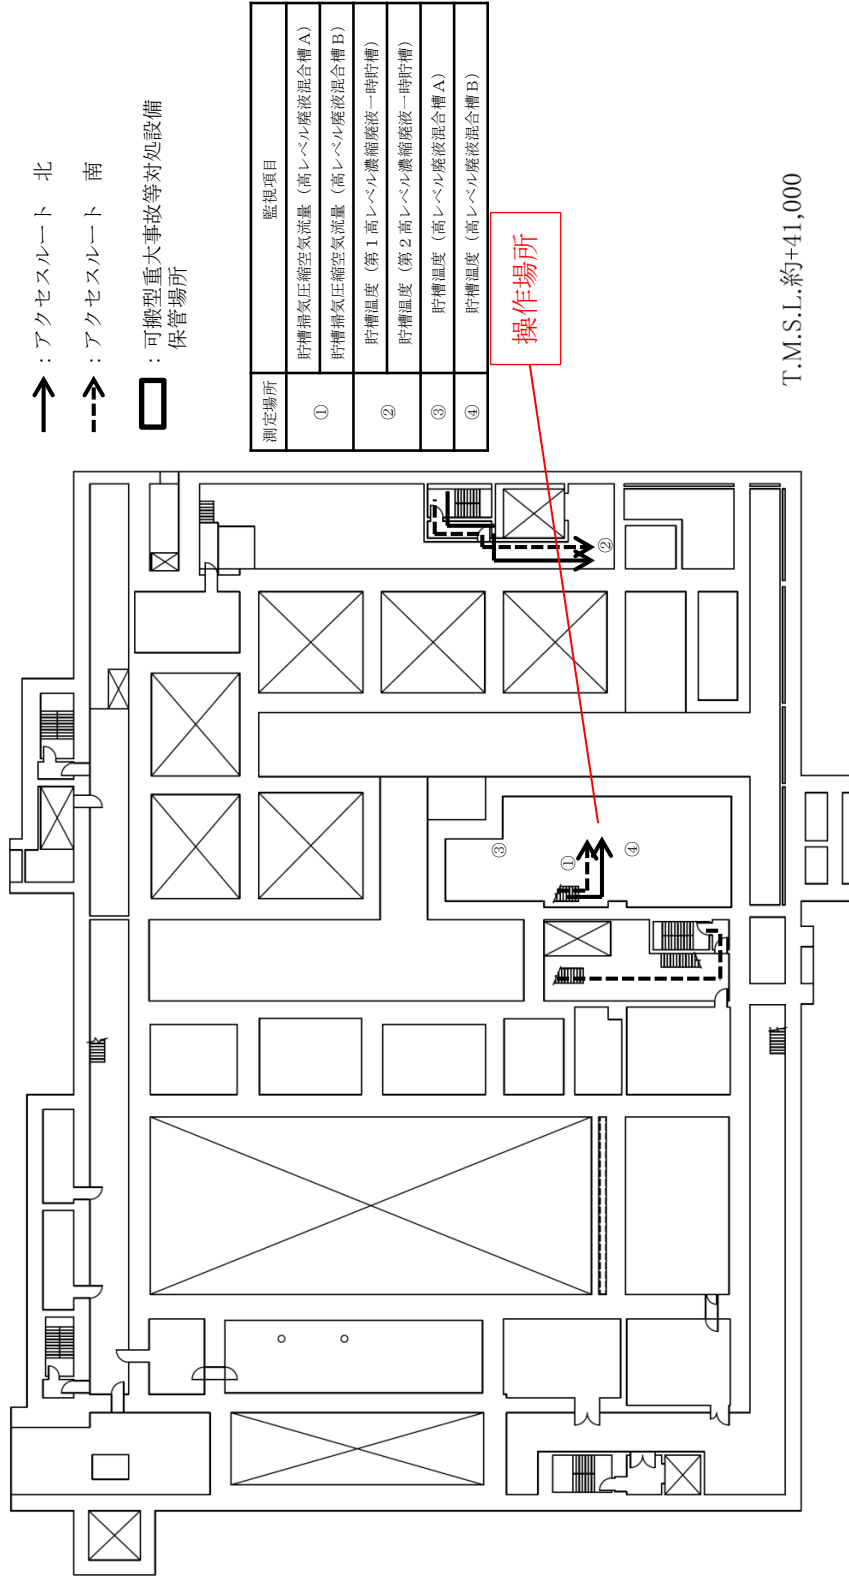 ：アクセスルート　北
：アクセスルート　南
：可搬型重大事故等対処設備
保管場所
測定場所 監視項目
① 貯槽掃気圧縮空気流量（高レベル廃液混合槽A）
貯槽掃気圧縮空気流量（高レベル廃液混合槽B）
② 貯槽温度（第1高レベル濃縮廃液一時貯槽）
貯槽温度（第2高レベル濃縮廃液一時貯槽）
③ 貯槽温度（高レベル廃液混合槽A）
④ 貯槽温度（高レベル廃液混合槽B）
操作場所
T.M.S.L.約+41,000
②
③
①
④